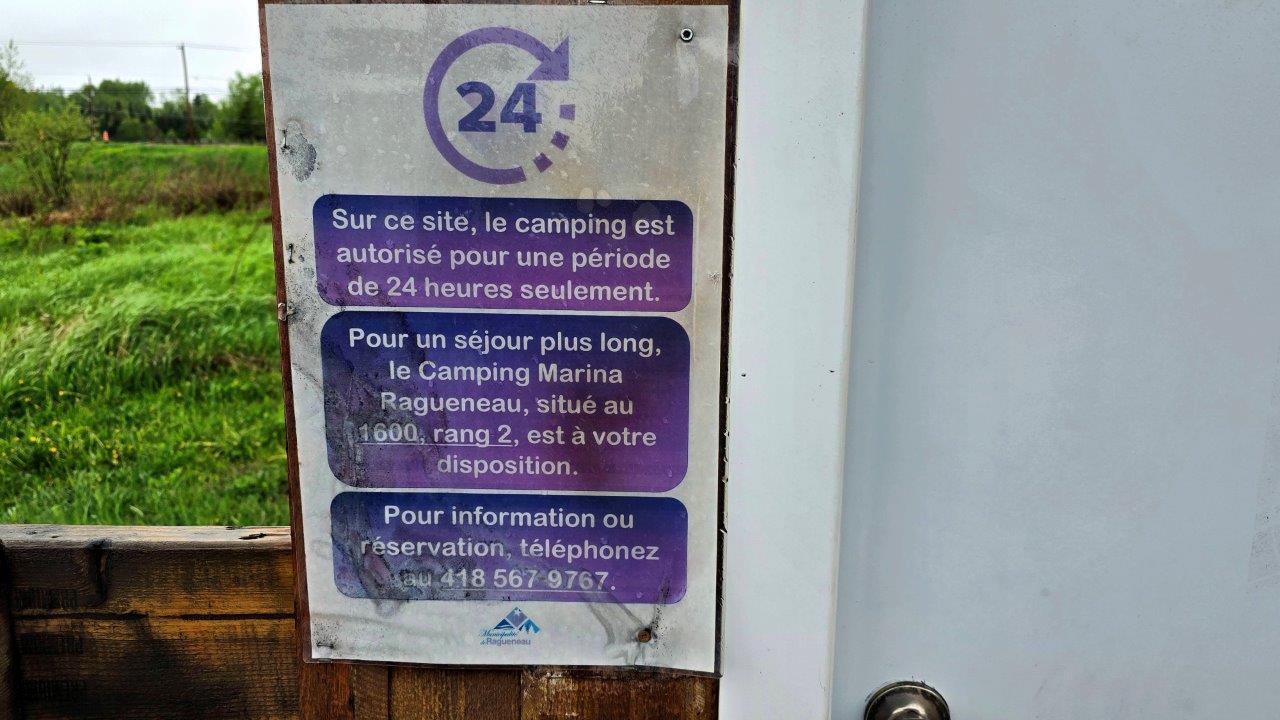 24
Sur ce site, le camping est
autorisé pour une période
de 24 heures seulement.
Pour un séjour plus long,
le Camping Marina
Ragueneau, situé au
1600, rang 2, est à votre
disposition.
Pour information ou
réservation, téléphonez
au 418 567-9767.
Municipalité
de Ragueneau